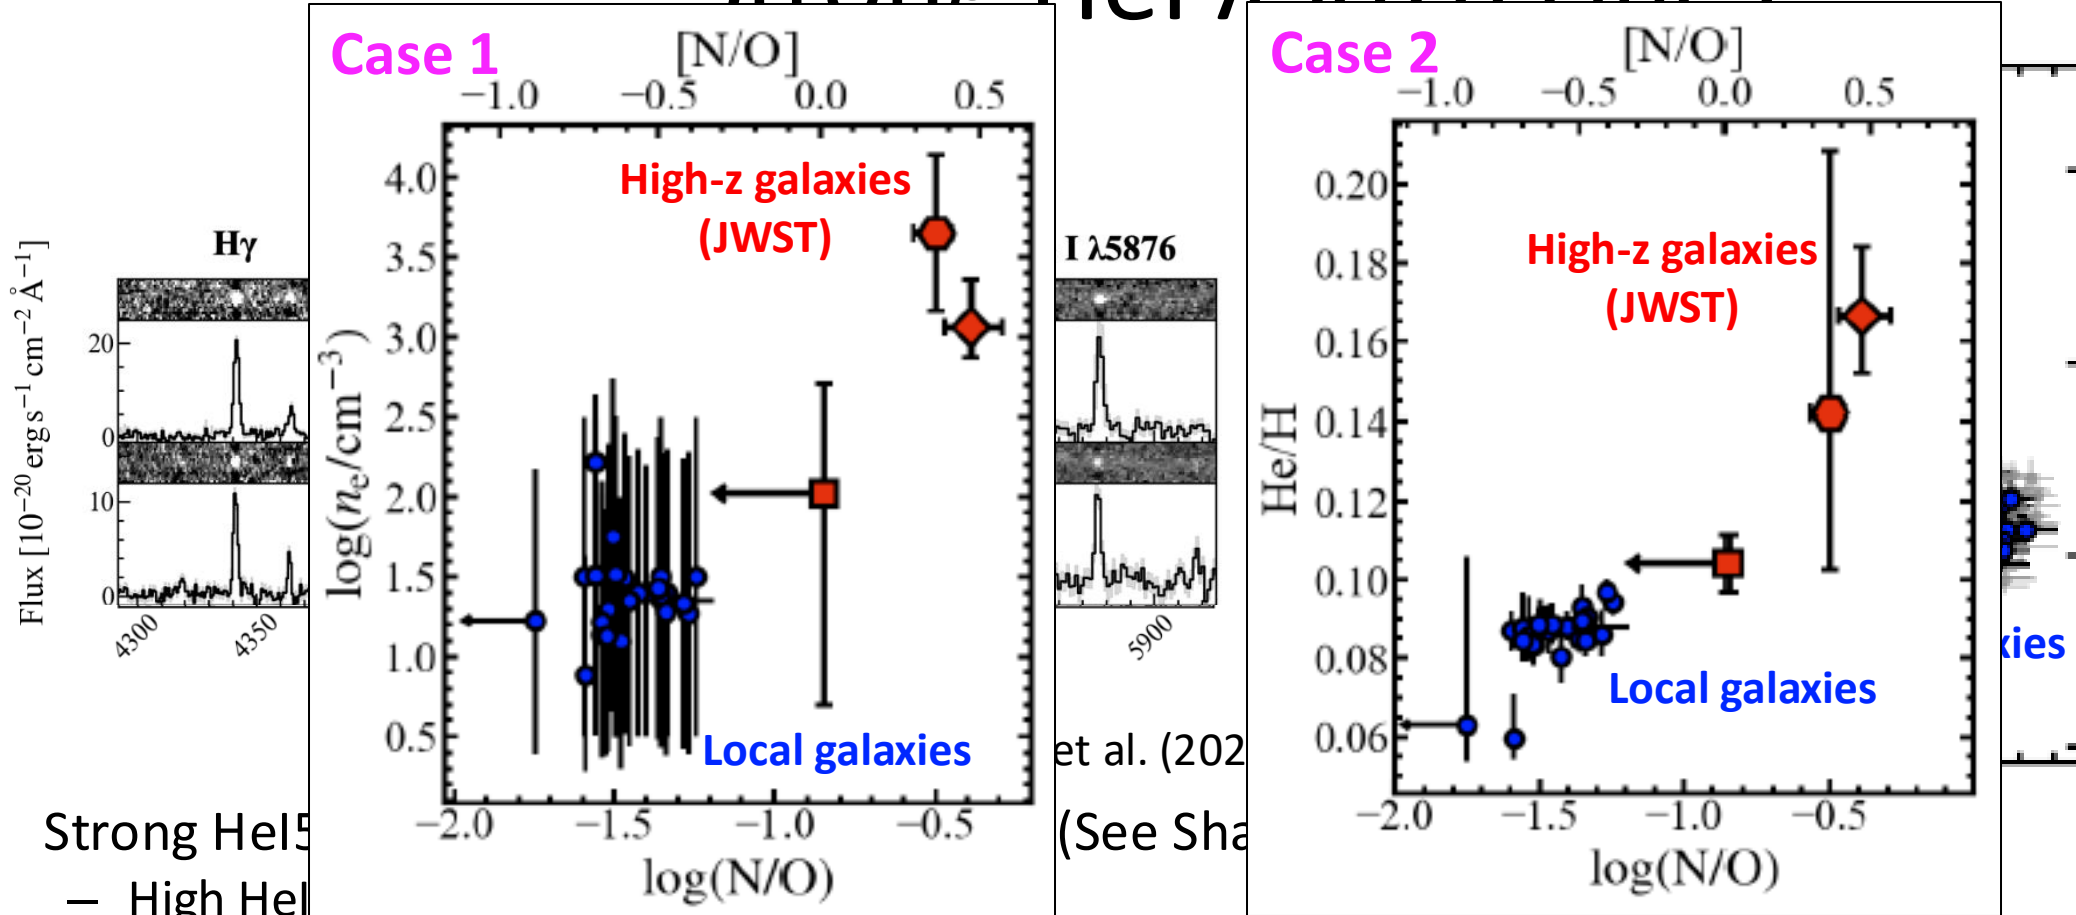 Case 1
[N/O]
−1.0 −0.5 0.0 0.5
4.0
3.5
3.0
2.5
2.0
1.5
1.0
0.5
log(nₑ/cm⁻³)
High-z galaxies
(JWST)
Local galaxies
−2.0 −1.5 −1.0 −0.5
log(N/O)
Case 2
[N/O]
−1.0 −0.5 0.0 0.5
0.20
0.18
0.16
0.14
0.12
0.10
0.08
0.06
He/H
High-z galaxies
(JWST)
Local galaxies
−2.0 −1.5 −1.0 −0.5
log(N/O)
Hγ
Flux [10⁻²⁰ erg s⁻¹ cm⁻² Å⁻¹]
20
0
10
0
4300 4350
I λ5876
5900
et al. (202
Strong HeI5
(See Sha
– High HeI
xies